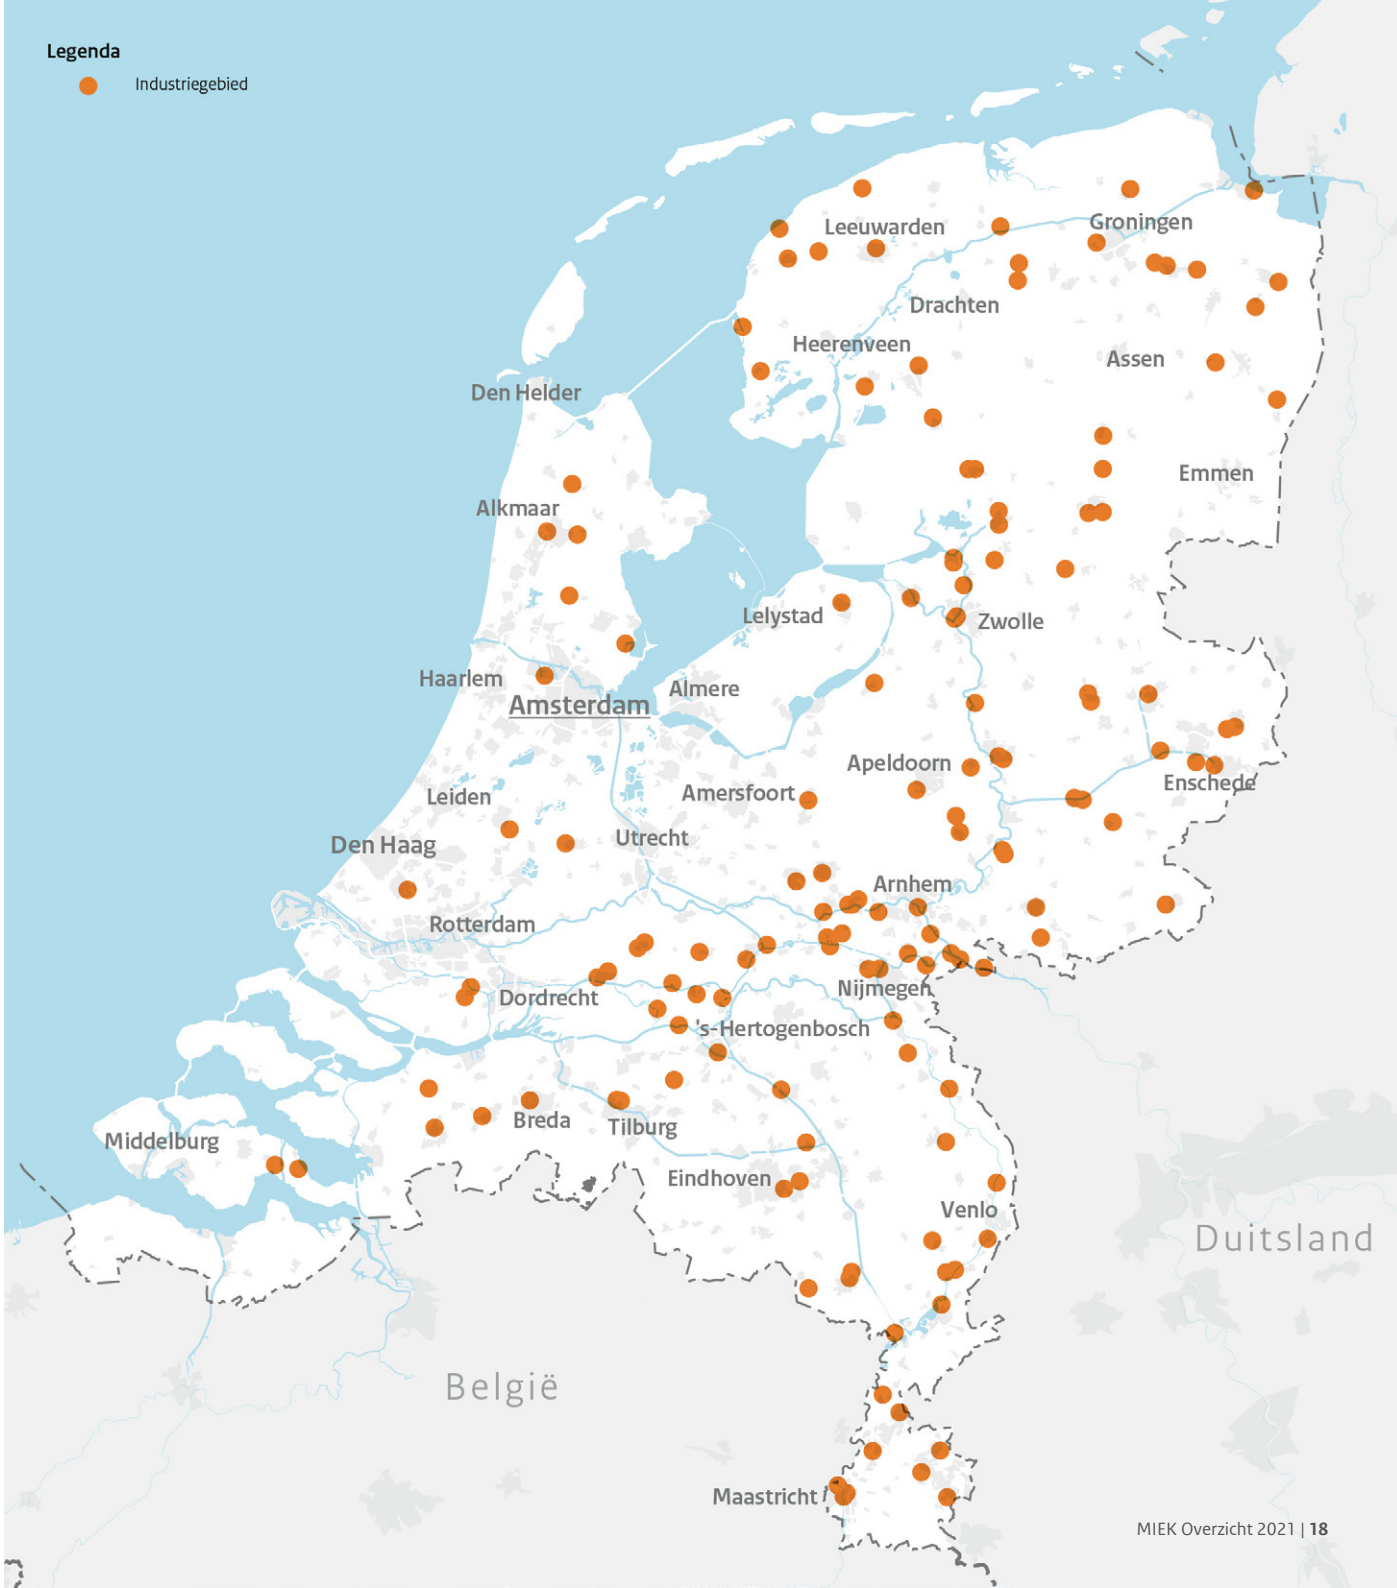 Legenda
Industriegebied
Leeuwarden
Groningen
Drachten
Heerenveen
Assen
Den Helder
Emmen
Alkmaar
Lelystad
Zwolle
Haarlem
Almere
Amsterdam
Apeldoorn
Enschede
Leiden
Amersfoort
Den Haag
Utrecht
Arnhem
Rotterdam
Dordrecht
Nijmegen
's-Hertogenbosch
Breda
Tilburg
Middelburg
Eindhoven
Venlo
Duitsland
België
Maastricht
MIEK Overzicht 2021 | 18